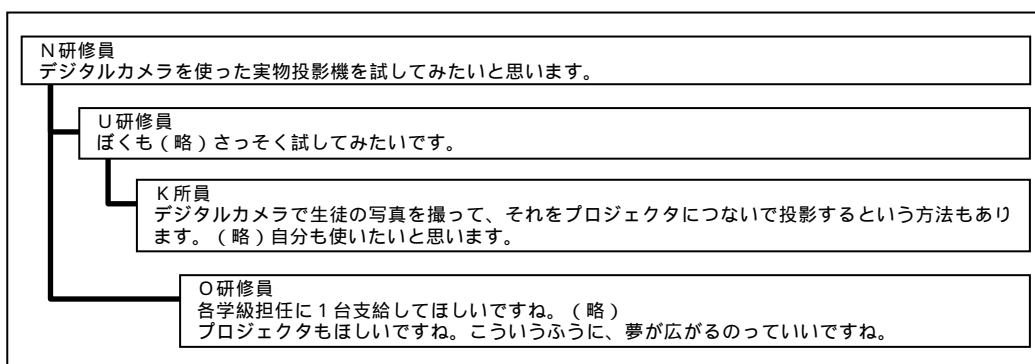 N研修員
デジタルカメラを使った実物投影機を試してみたいと思います。
U研修員
ぼくも(略)さっそく試してみたいです。
K所員
デジタルカメラで生徒の写真を撮って、それをプロジェクタにつないで投影するという方法もあり
ます。(略)自分も使いたいと思います。
O研修員
各学級担任に1台支給してほしいですね。(略)
プロジェクタもほしいですね。こういうふうに、夢が広がるのっていいですね。